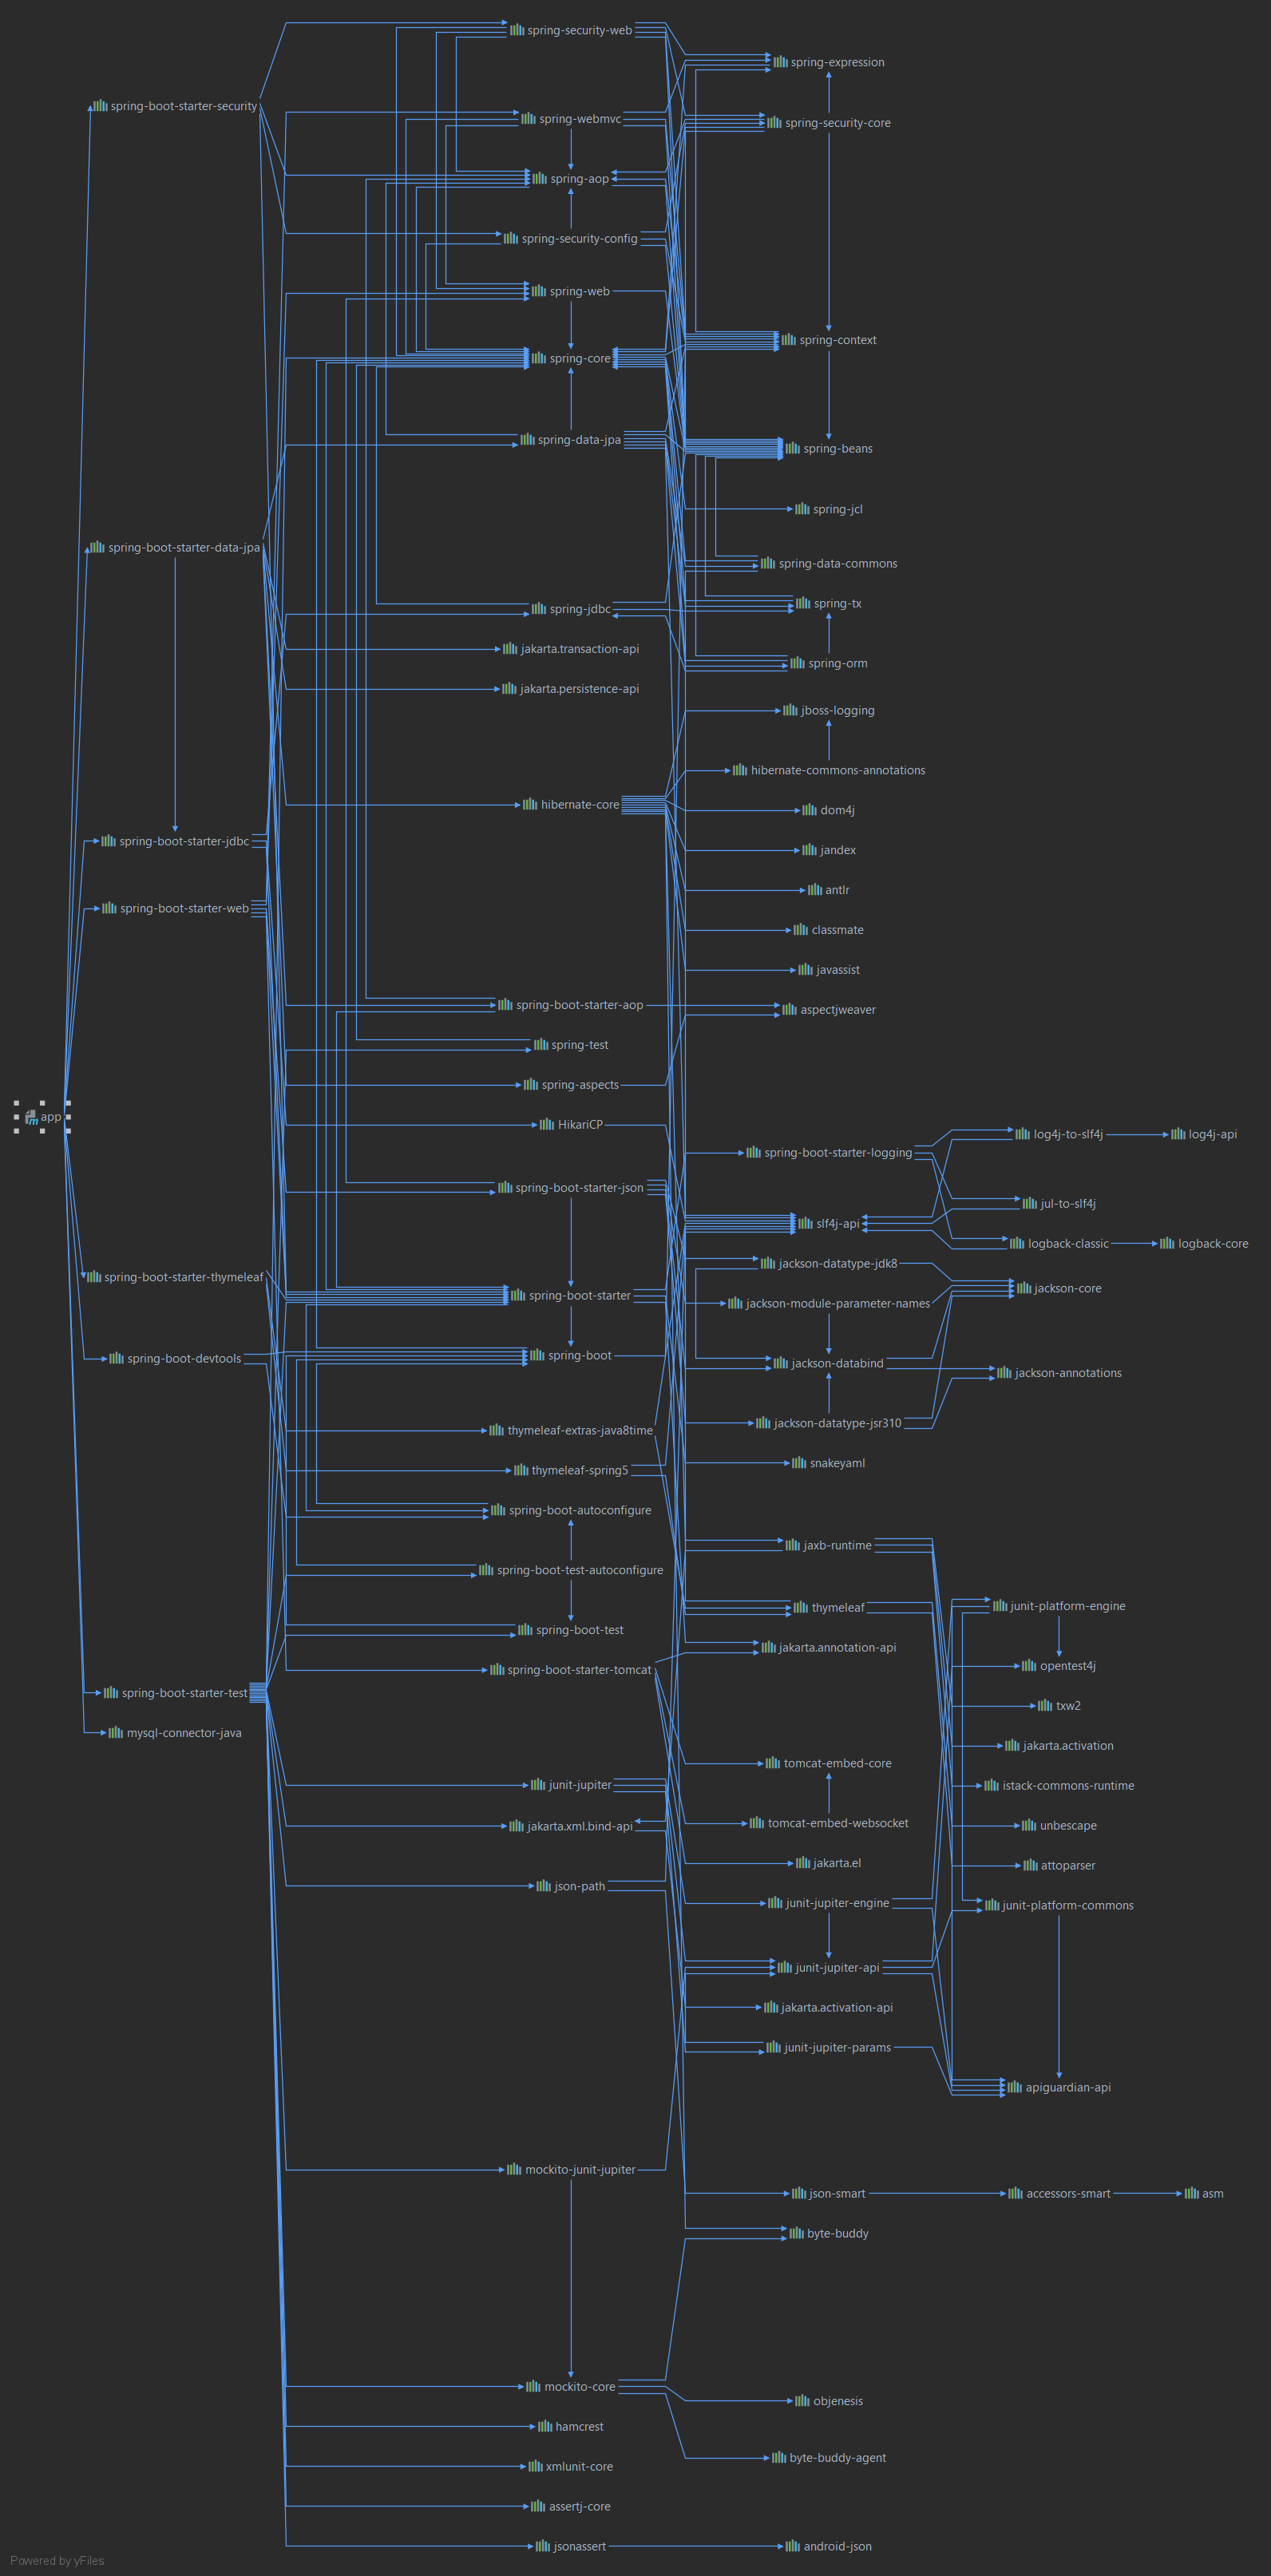 spring-security-web
spring-expression
spring-boot-starter-security
spring-webmvc
spring-security-core
spring-aop
spring-security-config
spring-web
spring-context
spring-core
spring-data-jpa
spring-beans
spring-jcl
spring-boot-starter-data-jpa
spring-data-commons
spring-jdbc
spring-tx
jakarta.transaction-api
spring-orm
jakarta.persistence-api
jboss-logging
hibernate-commons-annotations
hibernate-core
dom4j
spring-boot-starter-jdbc
jandex
antlr
spring-boot-starter-web
classmate
javassist
spring-boot-starter-aop
aspectjweaver
spring-test
spring-aspects
app
HikariCP
log4j-to-slf4j
log4j-api
spring-boot-starter-logging
spring-boot-starter-json
jul-to-slf4j
slf4j-api
logback-classic
logback-core
jackson-datatype-jdk8
spring-boot-starter-thymeleaf
jackson-core
spring-boot-starter
jackson-module-parameter-names
spring-boot-devtools
spring-boot
jackson-databind
jackson-annotations
jackson-datatype-jsr310
thymeleaf-extras-java8time
snakeyaml
thymeleaf-spring5
spring-boot-autoconfigure
jaxb-runtime
spring-boot-test-autoconfigure
thymeleaf
junit-platform-engine
spring-boot-test
jakarta.annotation-api
spring-boot-starter-tomcat
opentest4j
spring-boot-starter-test
txw2
mysql-connector-java
jakarta.activation
tomcat-embed-core
junit-jupiter
istack-commons-runtime
jakarta.xml.bind-api
tomcat-embed-websocket
unbescape
jakarta.el
attoparser
json-path
junit-jupiter-engine
junit-platform-commons
junit-jupiter-api
jakarta.activation-api
junit-jupiter-params
apiguardian-api
mockito-junit-jupiter
json-smart
accessors-smart
asm
byte-buddy
mockito-core
objenesis
hamcrest
byte-buddy-agent
xmlunit-core
assertj-core
jsonassert
android-json
Powered by yFiles